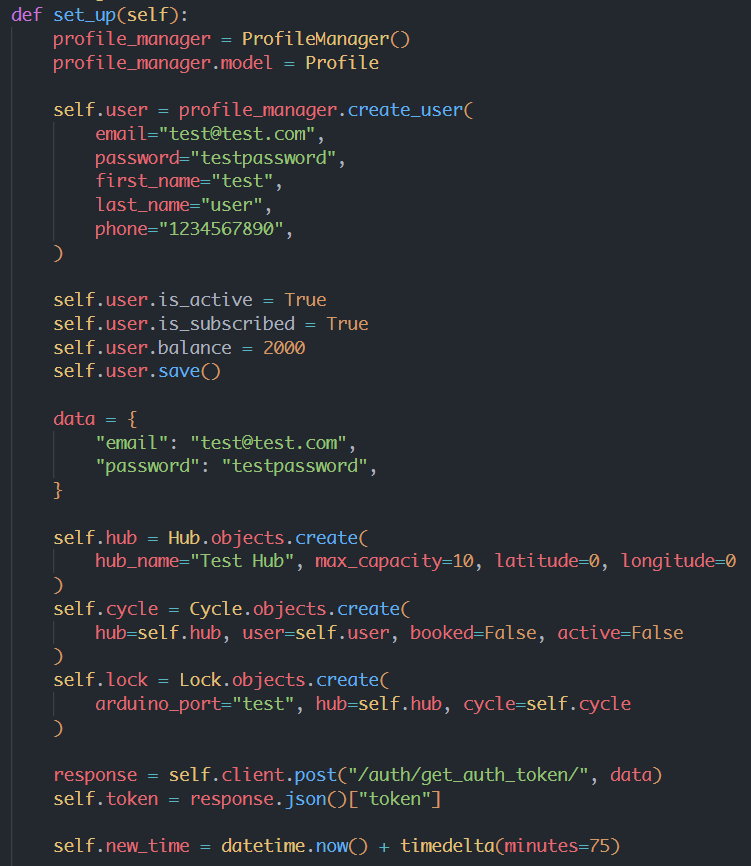 def set_up(self):
    profile_manager = ProfileManager()
    profile_manager.model = Profile

    self.user = profile_manager.create_user(
        email="test@test.com",
        password="testpassword",
        first_name="test",
        last_name="user",
        phone="1234567890",
    )

    self.user.is_active = True
    self.user.is_subscribed = True
    self.user.balance = 2000
    self.user.save()

    data = {
        "email": "test@test.com",
        "password": "testpassword",
    }

    self.hub = Hub.objects.create(
        hub_name="Test Hub", max_capacity=10, latitude=0, longitude=0
    )
    self.cycle = Cycle.objects.create(
        hub=self.hub, user=self.user, booked=False, active=False
    )
    self.lock = Lock.objects.create(
        arduino_port="test", hub=self.hub, cycle=self.cycle
    )

    response = self.client.post("/auth/get_auth_token/", data)
    self.token = response.json()["token"]

    self.new_time = datetime.now() + timedelta(minutes=75)